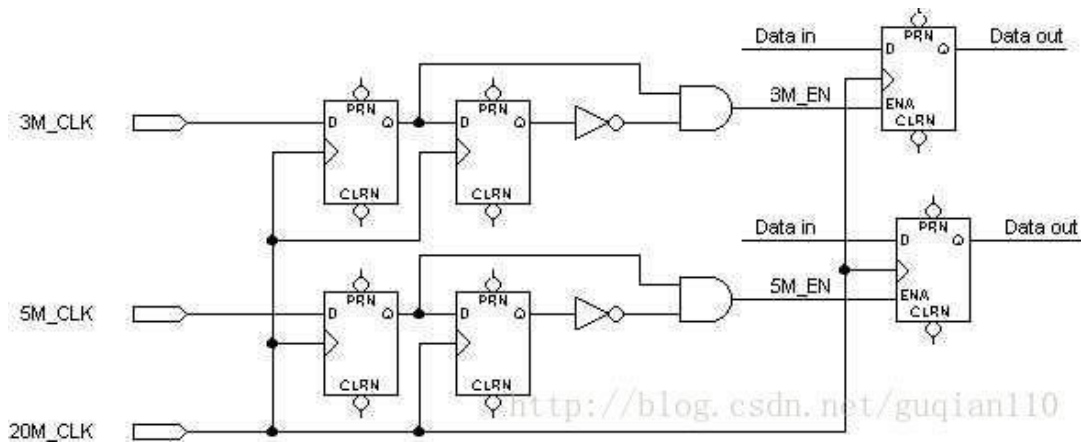 Data in
PRN
D Q
Data out
3M_CLK
PRN
D Q
CLRN
PRN
D Q
CLRN
3M_EN
ENA
CLRN
Data in
PRN
D Q
Data out
5M_CLK
PRN
D Q
CLRN
PRN
D Q
CLRN
5M_EN
ENA
CLRN
20M_CLK
http://blog.csdn.net/guqian110